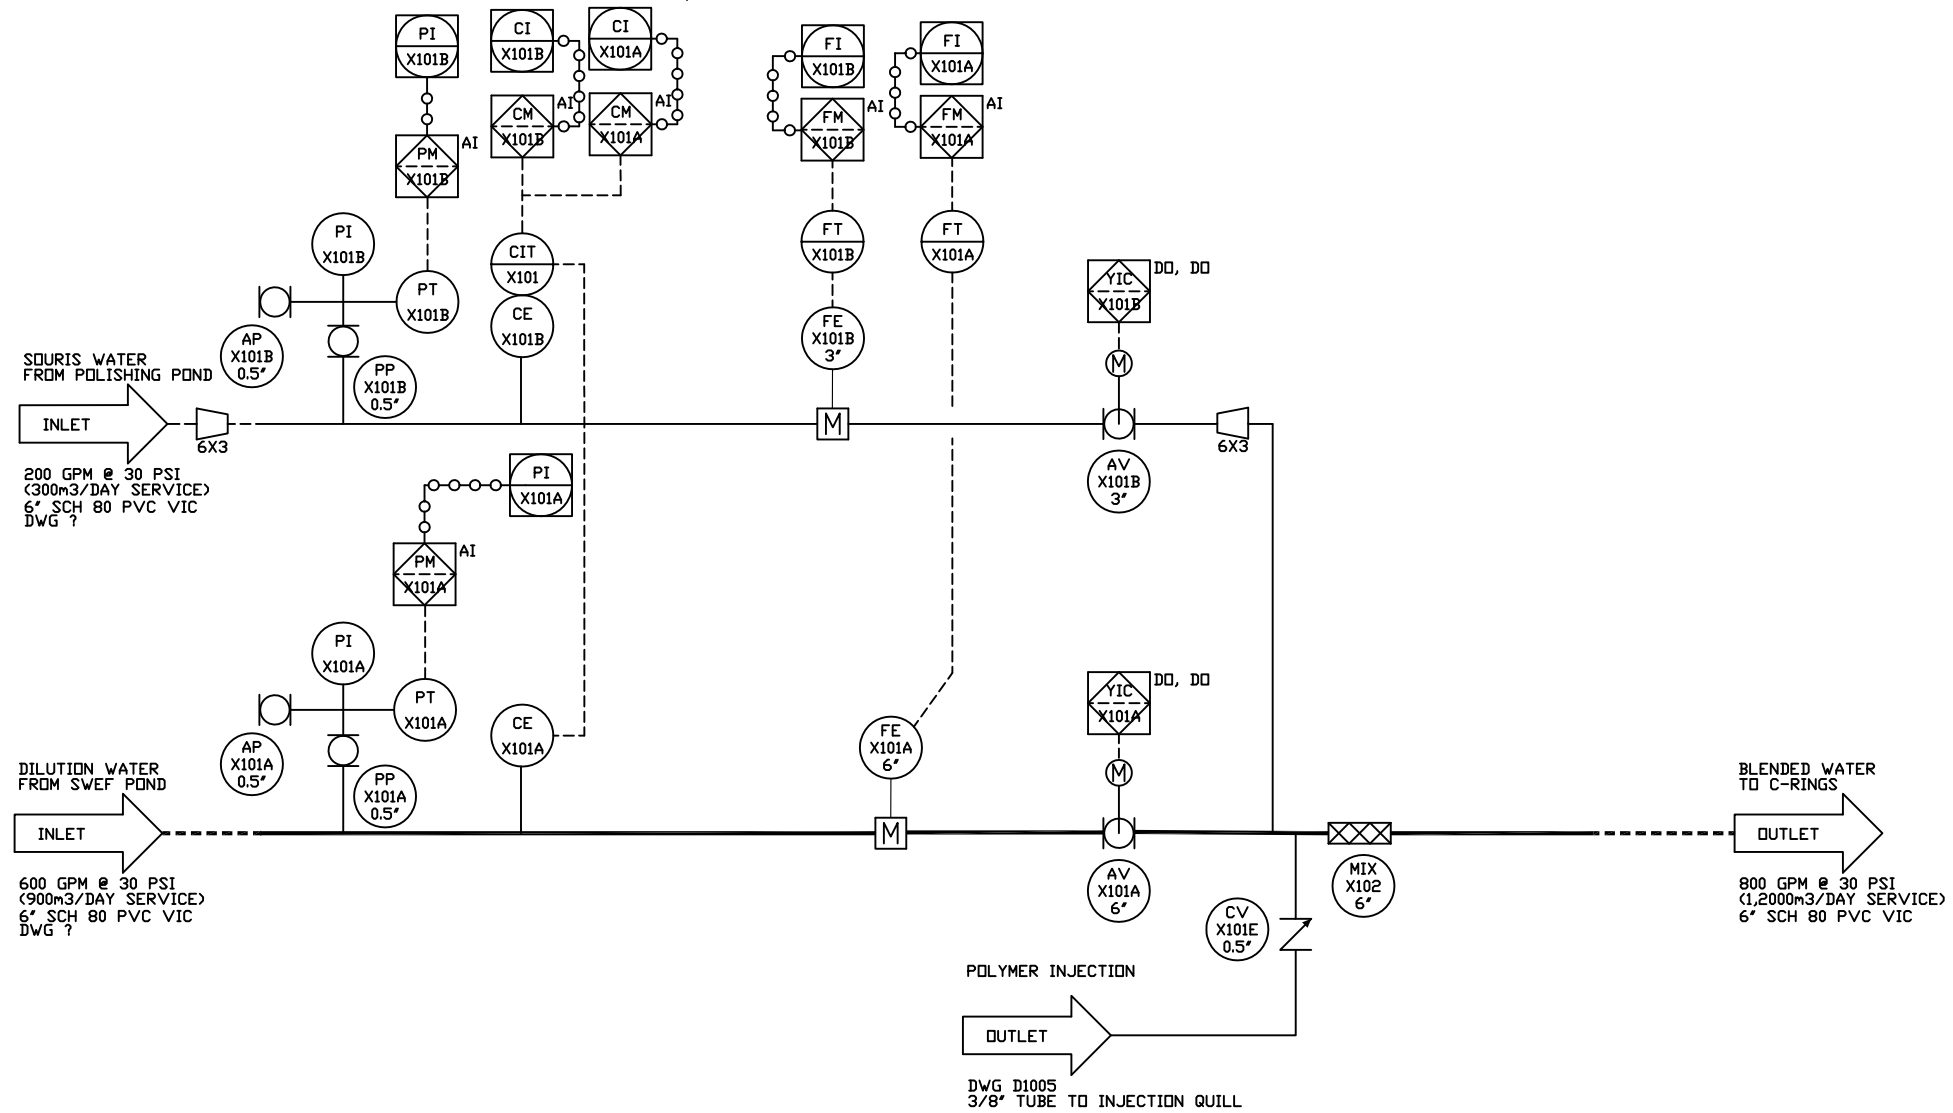 PI
X101B
CI
X101B
CI
X101A
FI
X101B
FI
X101A
PM
X101B
AI
CM
X101B
AI
CM
X101A
AI
FM
X101B
AI
FM
X101A
AI
PI
X101B
PT
X101B
CIT
X101
CE
X101B
FT
X101B
FT
X101A
FE
X101B
3"
YIC
X101B
DO, DO
M
AP
X101B
0.5"
PP
X101B
0.5"
SOURIS WATER
FROM POLISHING POND
INLET
6X3
M
6X3
200 GPM @ 30 PSI
(300m3/DAY SERVICE)
6" SCH 80 PVC VIC
DWG ?
AV
X101B
3"
PI
X101A
PM
X101A
AI
PI
X101A
PT
X101A
CE
X101A
FE
X101A
6"
YIC
X101A
DO, DO
M
AP
X101A
0.5"
PP
X101A
0.5"
DILUTION WATER
FROM SWEF POND
INLET
M
BLENDED WATER
TO C-RINGS
OUTLET
600 GPM @ 30 PSI
(900m3/DAY SERVICE)
6" SCH 80 PVC VIC
DWG ?
AV
X101A
6"
MIX
X102
6"
800 GPM @ 30 PSI
(1,2000m3/DAY SERVICE)
6" SCH 80 PVC VIC
CV
X101E
0.5"
POLYMER INJECTION
OUTLET
DWG D1005
3/8" TUBE TO INJECTION QUILL